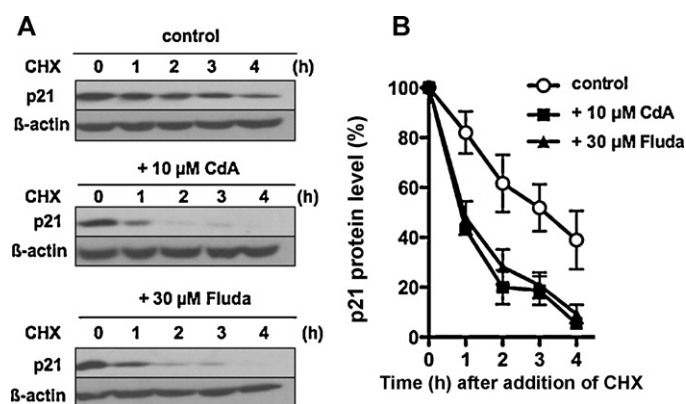 A
control
CHX 0 1 2 3 4 (h)
p21
ß-actin
+ 10 µM CdA
CHX 0 1 2 3 4 (h)
p21
ß-actin
+ 30 µM Fluda
CHX 0 1 2 3 4 (h)
p21
ß-actin
B
control
+ 10 µM CdA
+ 30 µM Fluda
p21 protein level (%)
100
80
60
40
20
0
0 1 2 3 4
Time (h) after addition of CHX